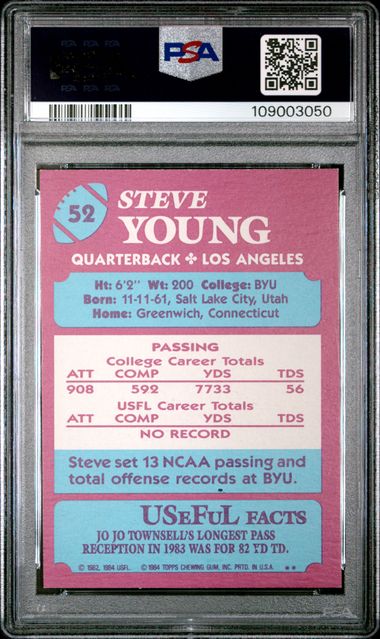 PSA
109003050
52
STEVE
YOUNG
QUARTERBACK ✤ LOS ANGELES
Ht: 6'2" Wt: 200 College: BYU
Born: 11-11-61, Salt Lake City, Utah
Home: Greenwich, Connecticut
PASSING
College Career Totals
ATT COMP YDS TDS
908 592 7733 56
USFL Career Totals
ATT COMP YDS TDS
NO RECORD
Steve set 13 NCAA passing and
total offense records at BYU.
USeFuL FACTS
JO JO TOWNSELL'S LONGEST PASS
RECEPTION IN 1983 WAS FOR 82 YD TD.
© 1982, 1984 USFL. © 1984 TOPPS CHEWING GUM, INC. PRTD. IN U.S.A. **
PSA